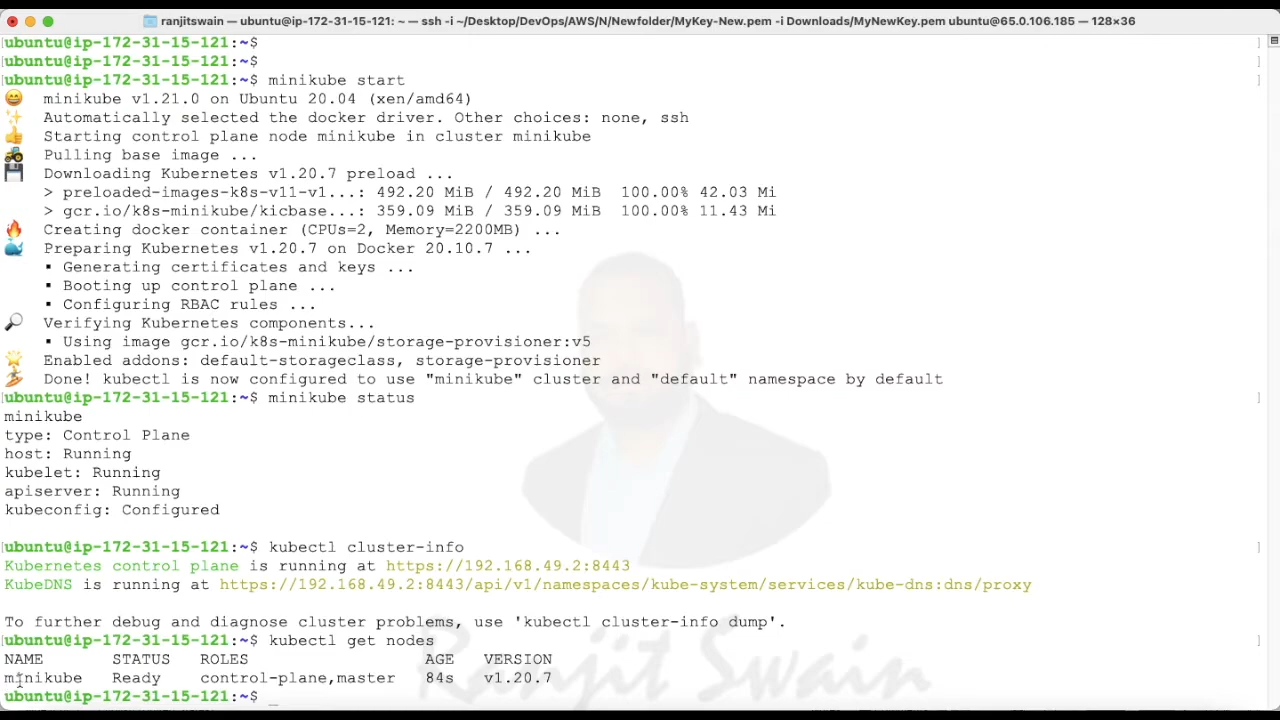 ranjitswain — ubuntu@ip-172-31-15-121: ~ — ssh -i ~/Desktop/DevOps/AWS/N/Newfolder/MyKey-New.pem -i Downloads/MyNewKey.pem ubuntu@65.0.106.185 — 128×36
ubuntu@ip-172-31-15-121:~$
ubuntu@ip-172-31-15-121:~$
ubuntu@ip-172-31-15-121:~$ minikube start
😄 minikube v1.21.0 on Ubuntu 20.04 (xen/amd64)
✨ Automatically selected the docker driver. Other choices: none, ssh
👍 Starting control plane node minikube in cluster minikube
🚜 Pulling base image ...
💾 Downloading Kubernetes v1.20.7 preload ...
> preloaded-images-k8s-v11-v1...: 492.20 MiB / 492.20 MiB 100.00% 42.03 Mi
> gcr.io/k8s-minikube/kicbase...: 359.09 MiB / 359.09 MiB 100.00% 11.43 Mi
🔥 Creating docker container (CPUs=2, Memory=2200MB) ...
🐳 Preparing Kubernetes v1.20.7 on Docker 20.10.7 ...
▪ Generating certificates and keys ...
▪ Booting up control plane ...
▪ Configuring RBAC rules ...
🔎 Verifying Kubernetes components...
▪ Using image gcr.io/k8s-minikube/storage-provisioner:v5
🌟 Enabled addons: default-storageclass, storage-provisioner
🏄 Done! kubectl is now configured to use "minikube" cluster and "default" namespace by default
ubuntu@ip-172-31-15-121:~$ minikube status
minikube
type: Control Plane
host: Running
kubelet: Running
apiserver: Running
kubeconfig: Configured
ubuntu@ip-172-31-15-121:~$ kubectl cluster-info
Kubernetes control plane is running at https://192.168.49.2:8443
KubeDNS is running at https://192.168.49.2:8443/api/v1/namespaces/kube-system/services/kube-dns:dns/proxy
To further debug and diagnose cluster problems, use 'kubectl cluster-info dump'.
ubuntu@ip-172-31-15-121:~$ kubectl get nodes
NAME STATUS ROLES AGE VERSION
minikube Ready control-plane,master 84s v1.20.7
ubuntu@ip-172-31-15-121:~$
Ranjit Swain